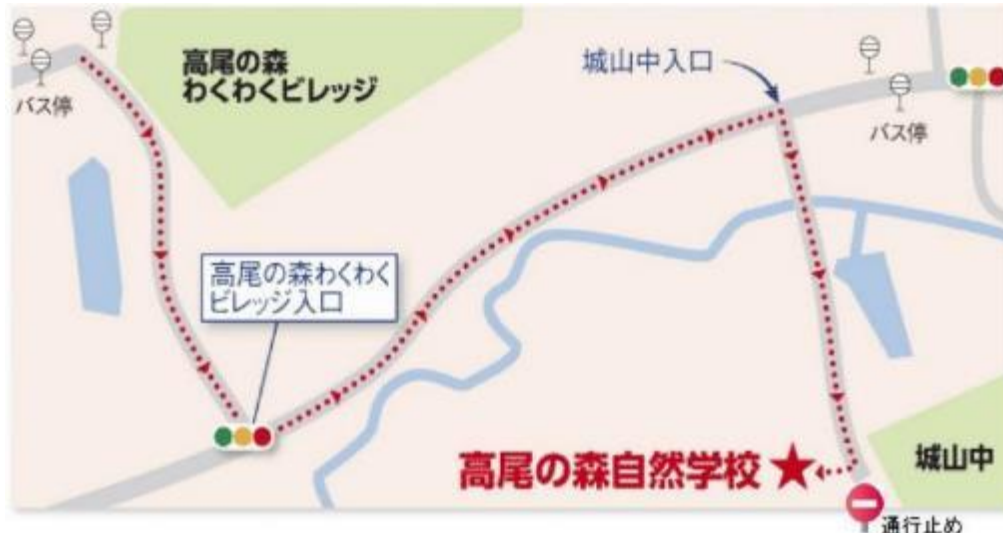 高尾の森
わくわくビレッジ
城山中入口
バス停
バス停
高尾の森わくわく
ビレッジ入口
高尾の森自然学校
城山中
通行止め